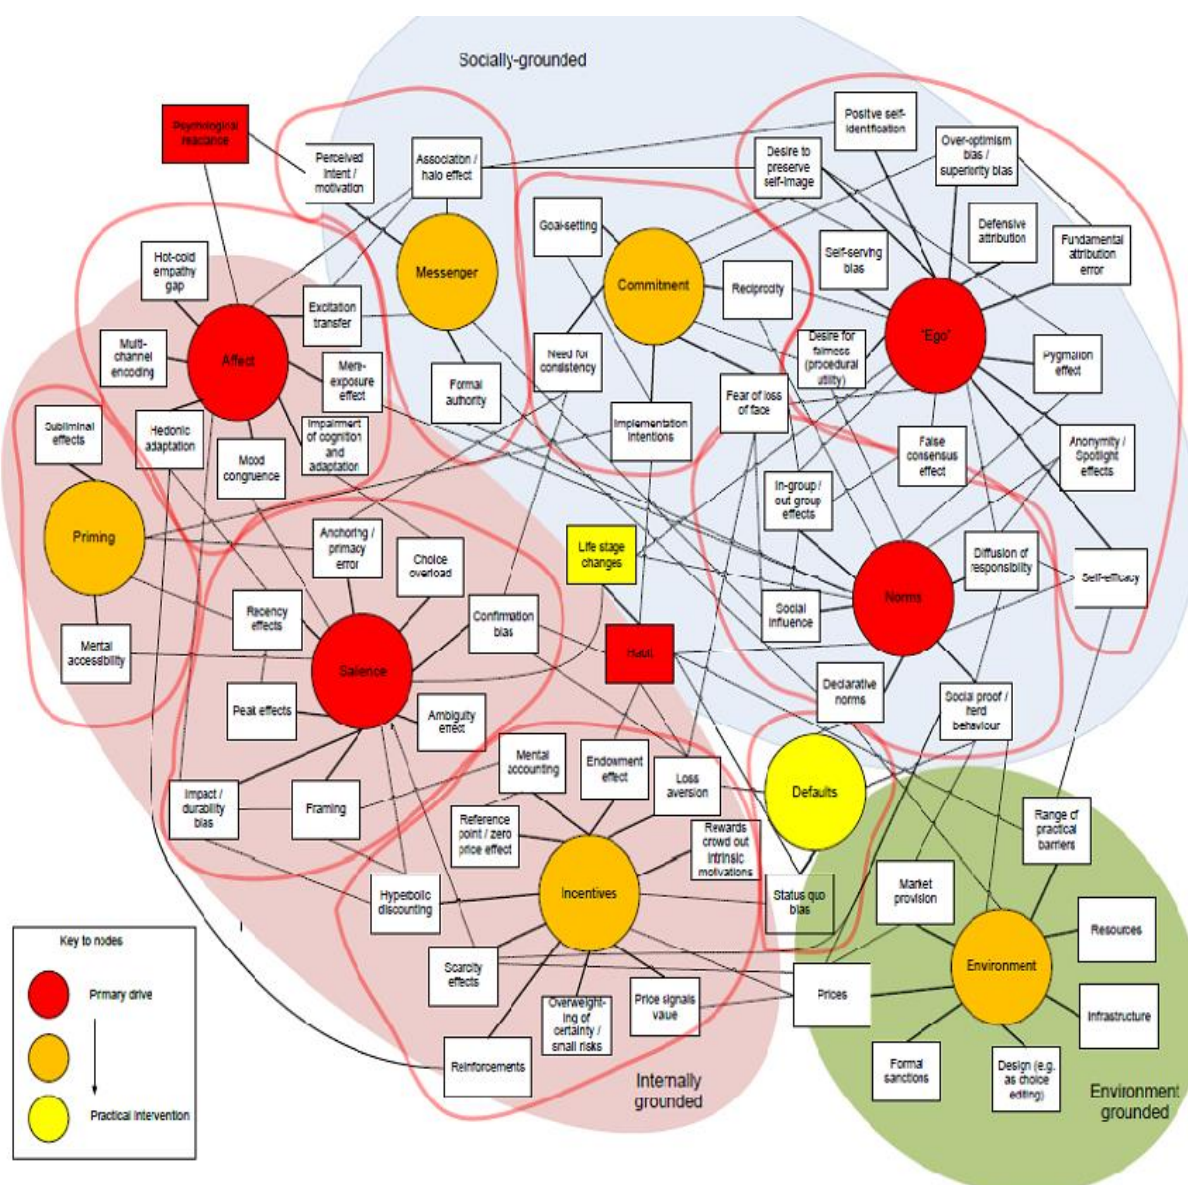 Socially-grounded
Psychological
reactance
Perceived
intent /
motivation
Association /
halo effect
Positive self-
identification
Desire to
preserve
self-image
Over-optimism
bias /
superiority bias
Goal-setting
Defensive
attribution
Fundamental
attribution
error
Self-serving
bias
Hot-cold
empathy
gap
Messenger
Commitment
Reciprocity
Excitation
transfer
"Ego"
Multi-
channel
encoding
Affect
Mere-
exposure
effect
Formal
authority
Need for
consistency
Desire for
fairness
(procedural
utility)
Pygmalion
effect
Fear of loss
of face
Subliminal
effects
Hedonic
adaptation
Mood
congruence
Impairment
of cognition
and
adaptation
Implementation
intentions
False
consensus
effect
Anonymity /
Spotlight
effects
In-group /
out group
effects
Priming
Anchoring /
primacy
error
Choice
overload
Life stage
changes
Diffusion of
responsibility
Self-efficacy
Norms
Recency
effects
Confirmation
bias
Social
influence
Mental
accessibility
Salience
Habit
Peak effects
Ambiguity
effect
Declarative
norms
Social proof /
herd
behaviour
Mental
accounting
Endowment
effect
Loss
aversion
Defaults
Impact /
durability
bias
Framing
Reference
point / zero
price effect
Rewards
crowd out
intrinsic
motivations
Range of
practical
barriers
Hyperbolic
discounting
Incentives
Status quo
bias
Market
provision
Resources
Scarcity
effects
Overweight-
ing of
certainty /
small risks
Price signals
value
Prices
Environment
Infrastructure
Reinforcements
Formal
sanctions
Design (e.g.
as choice
editing)
Internally
grounded
Environment
grounded
Key to nodes
Primary drive
Practical intervention